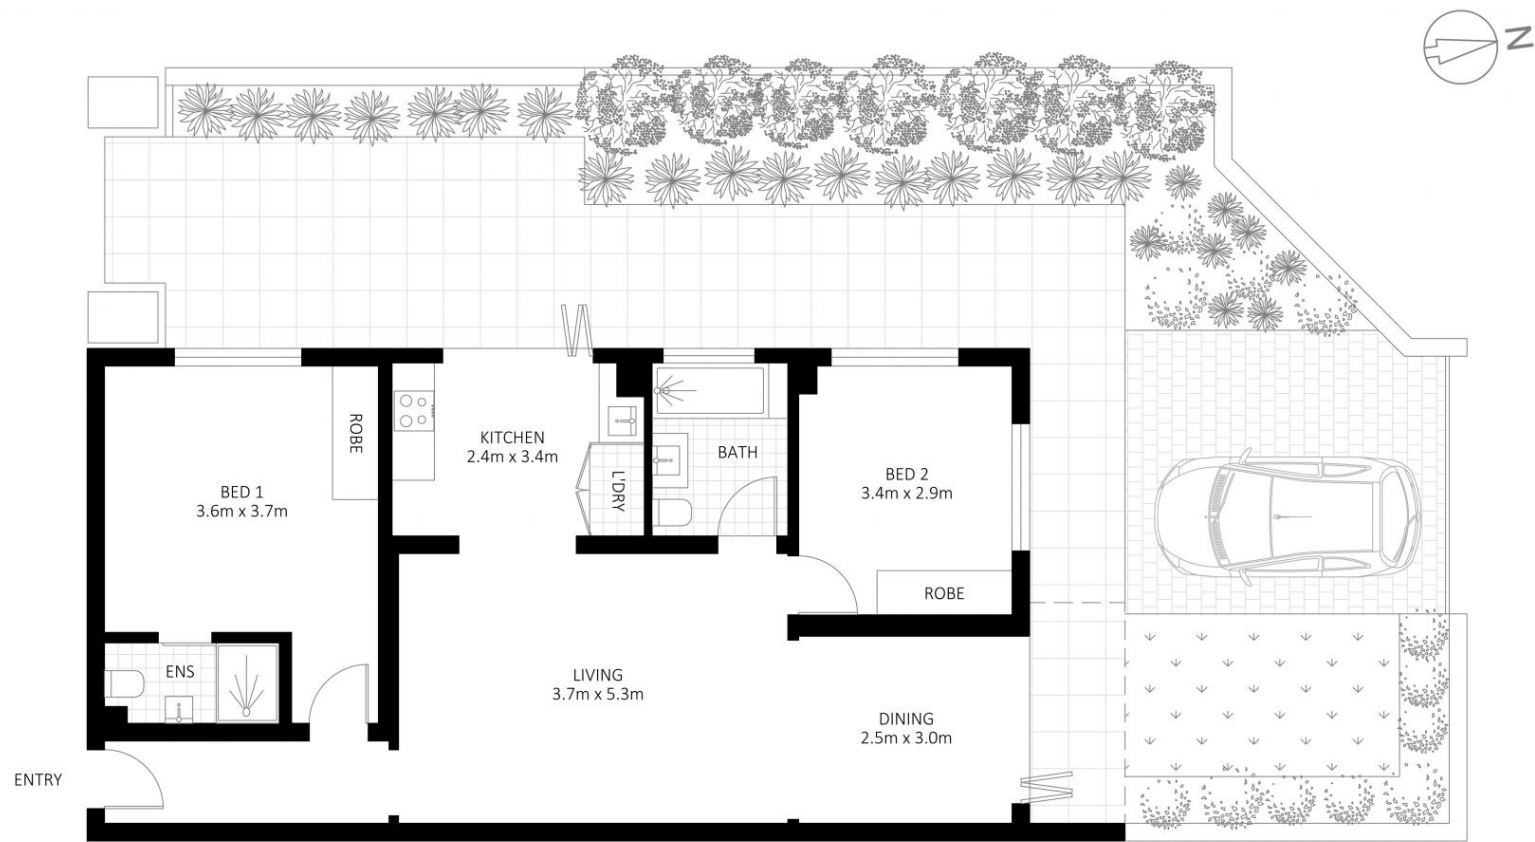 N
ROBE
KITCHEN
2.4m x 3.4m
BATH
BED 1
3.6m x 3.7m
L'DRY
BED 2
3.4m x 2.9m
ROBE
ENS
LIVING
3.7m x 5.3m
DINING
2.5m x 3.0m
ENTRY